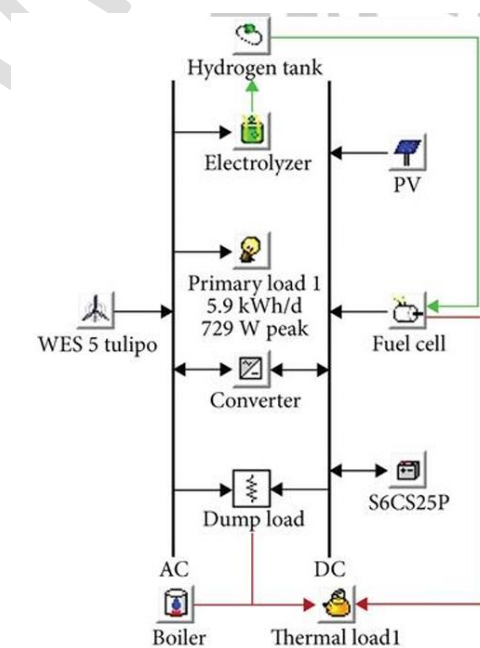 Hydrogen tank
Electrolyzer
PV
Primary load 1
5.9 kWh/d
729 W peak
WES 5 tulipo
Fuel cell
Converter
S6CS25P
Dump load
AC
DC
Boiler
Thermal load1